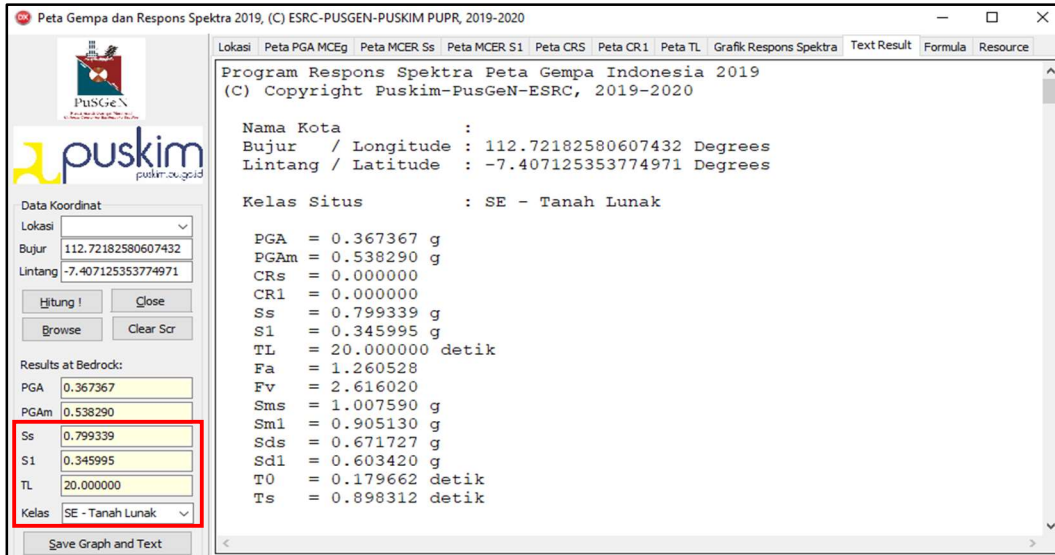 Peta Gempa dan Respons Spektra 2019, (C) ESRC-PUSGEN-PUSKIM PUPR, 2019-2020
Lokasi Peta PGA MCEg Peta MCER Ss Peta MCER S1 Peta CRS Peta CR1 Peta TL Grafik Respons Spektra Text Result Formula Resource
PuSGeN
puskim
puskim.pu.go.id
Data Koordinat
Lokasi
Bujur 112.72182580607432
Lintang -7.407125353774971
Hitung ! Close
Browse Clear Scr
Results at Bedrock:
PGA 0.367367
PGAm 0.538290
Ss 0.799339
S1 0.345995
TL 20.000000
Kelas SE - Tanah Lunak
Save Graph and Text
Program Respons Spektra Peta Gempa Indonesia 2019
(C) Copyright Puskim-PusGeN-ESRC, 2019-2020
Nama Kota :
Bujur / Longitude : 112.72182580607432 Degrees
Lintang / Latitude : -7.407125353774971 Degrees
Kelas Situs : SE - Tanah Lunak
PGA = 0.367367 g
PGAm = 0.538290 g
CRs = 0.000000
CR1 = 0.000000
Ss = 0.799339 g
S1 = 0.345995 g
TL = 20.000000 detik
Fa = 1.260528
Fv = 2.616020
Sms = 1.007590 g
Sm1 = 0.905130 g
Sds = 0.671727 g
Sd1 = 0.603420 g
T0 = 0.179662 detik
Ts = 0.898312 detik